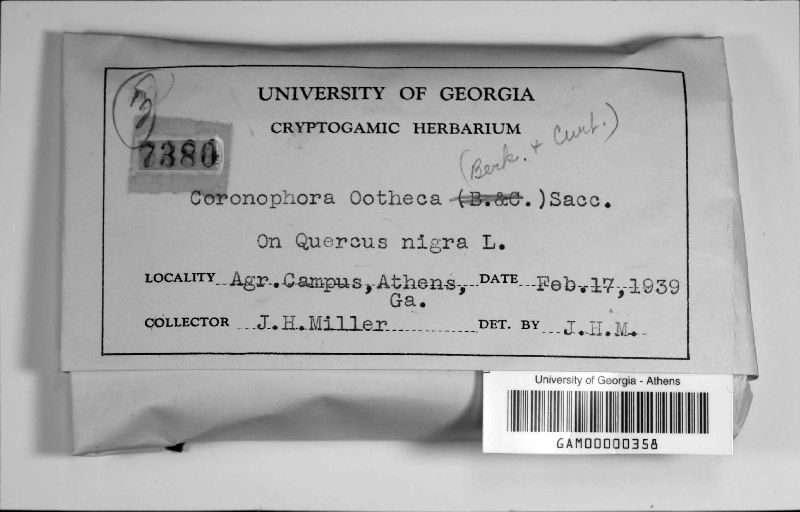 UNIVERSITY OF GEORGIA
CRYPTOGAMIC HERBARIUM
7380
(Berk. + Curt.)
Coronophora Ootheca (B.&C.)Sacc.
On Quercus nigra L.
LOCALITY Agr.Campus,Athens, DATE Feb.17,1939
Ga.
COLLECTOR J.H.Miller DET. BY J.H.M.
University of Georgia - Athens
GAM00000358